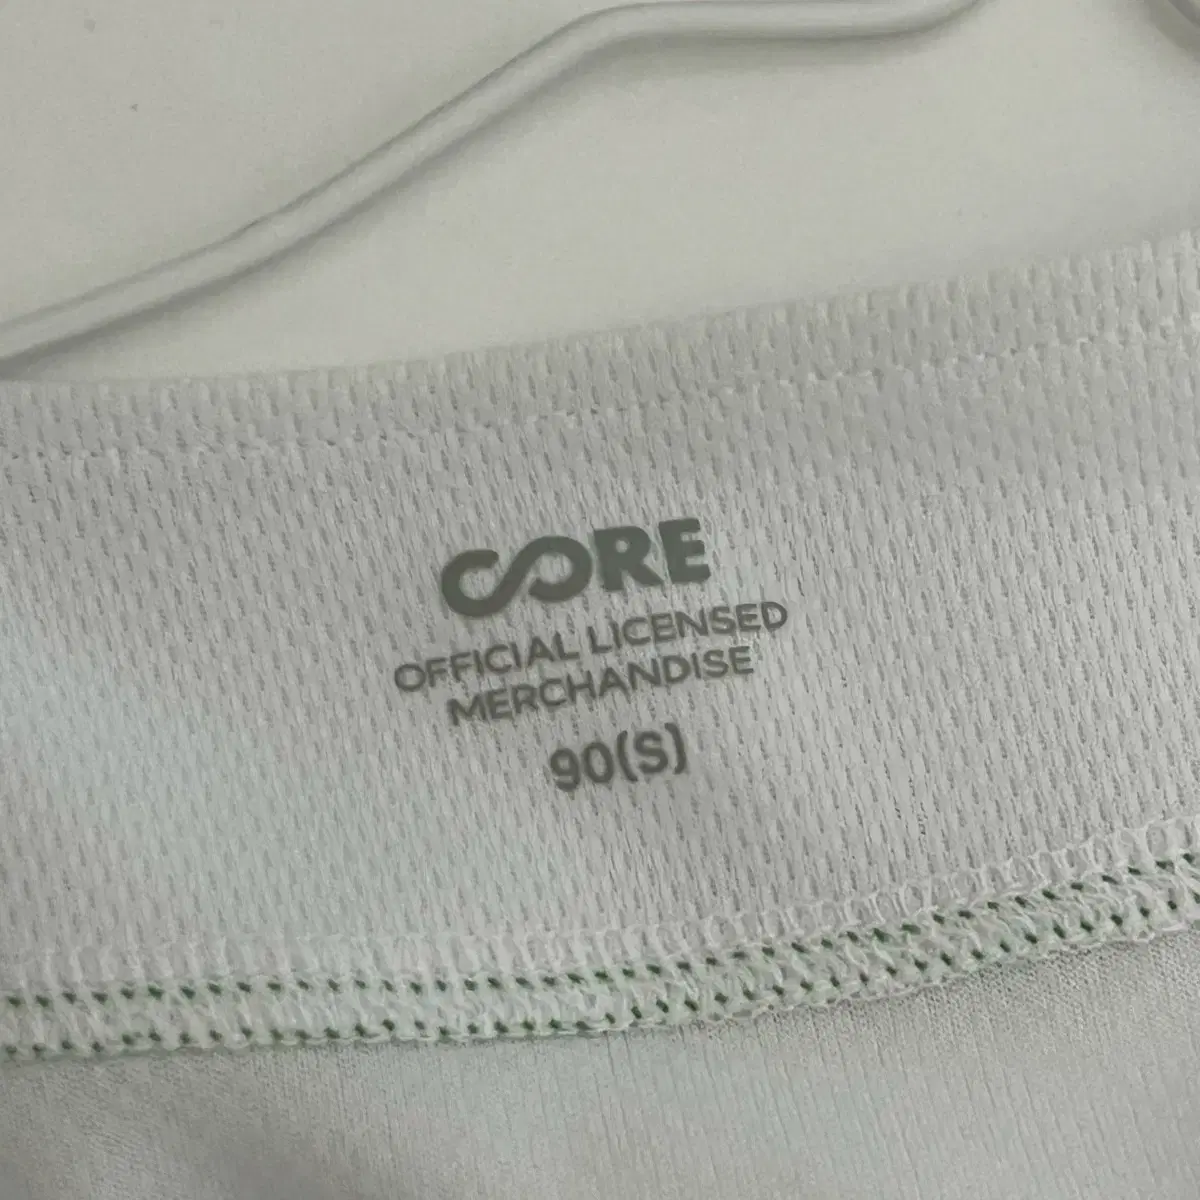 CORE
OFFICIAL LICENSED
MERCHANDISE
90(S)